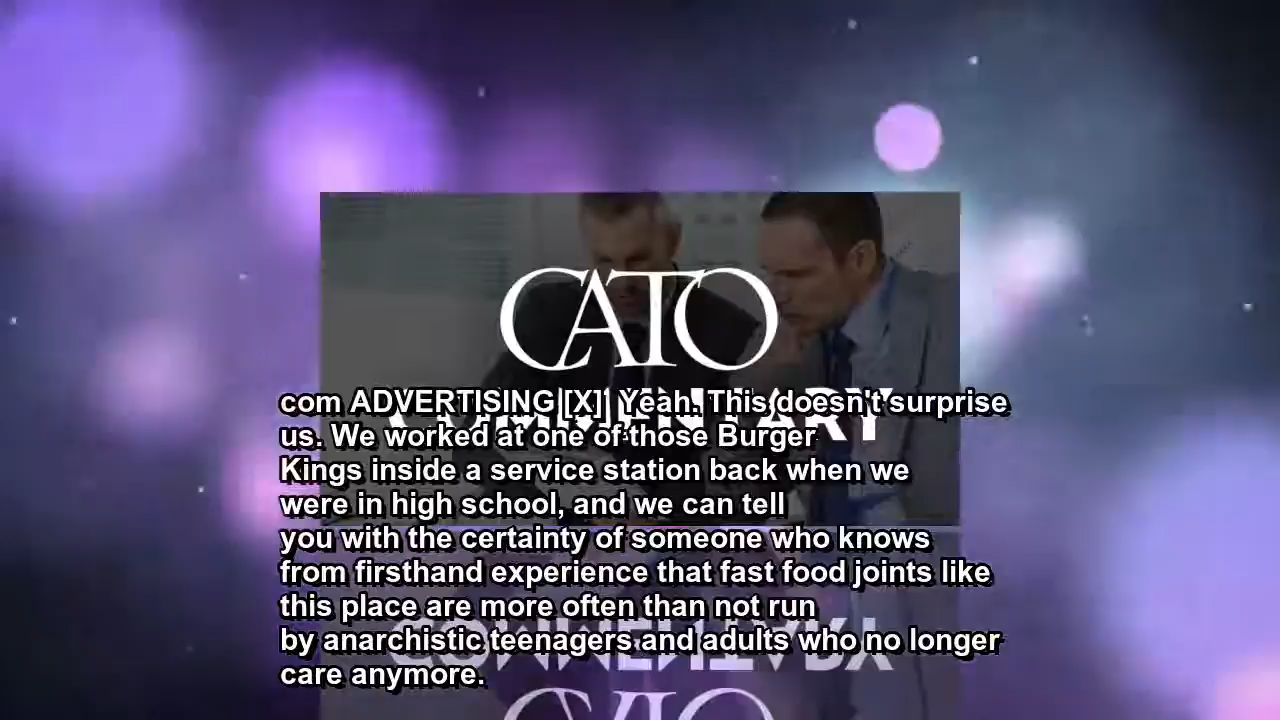 CATO
COMMENTARY
com ADVERTISING [X] Yeah. This doesn't surprise
us. We worked at one of those Burger
Kings inside a service station back when we
were in high school, and we can tell
you with the certainty of someone who knows
from firsthand experience that fast food joints like
this place are more often than not run
by anarchistic teenagers and adults who no longer
care anymore.
COMMENTARY
CATO